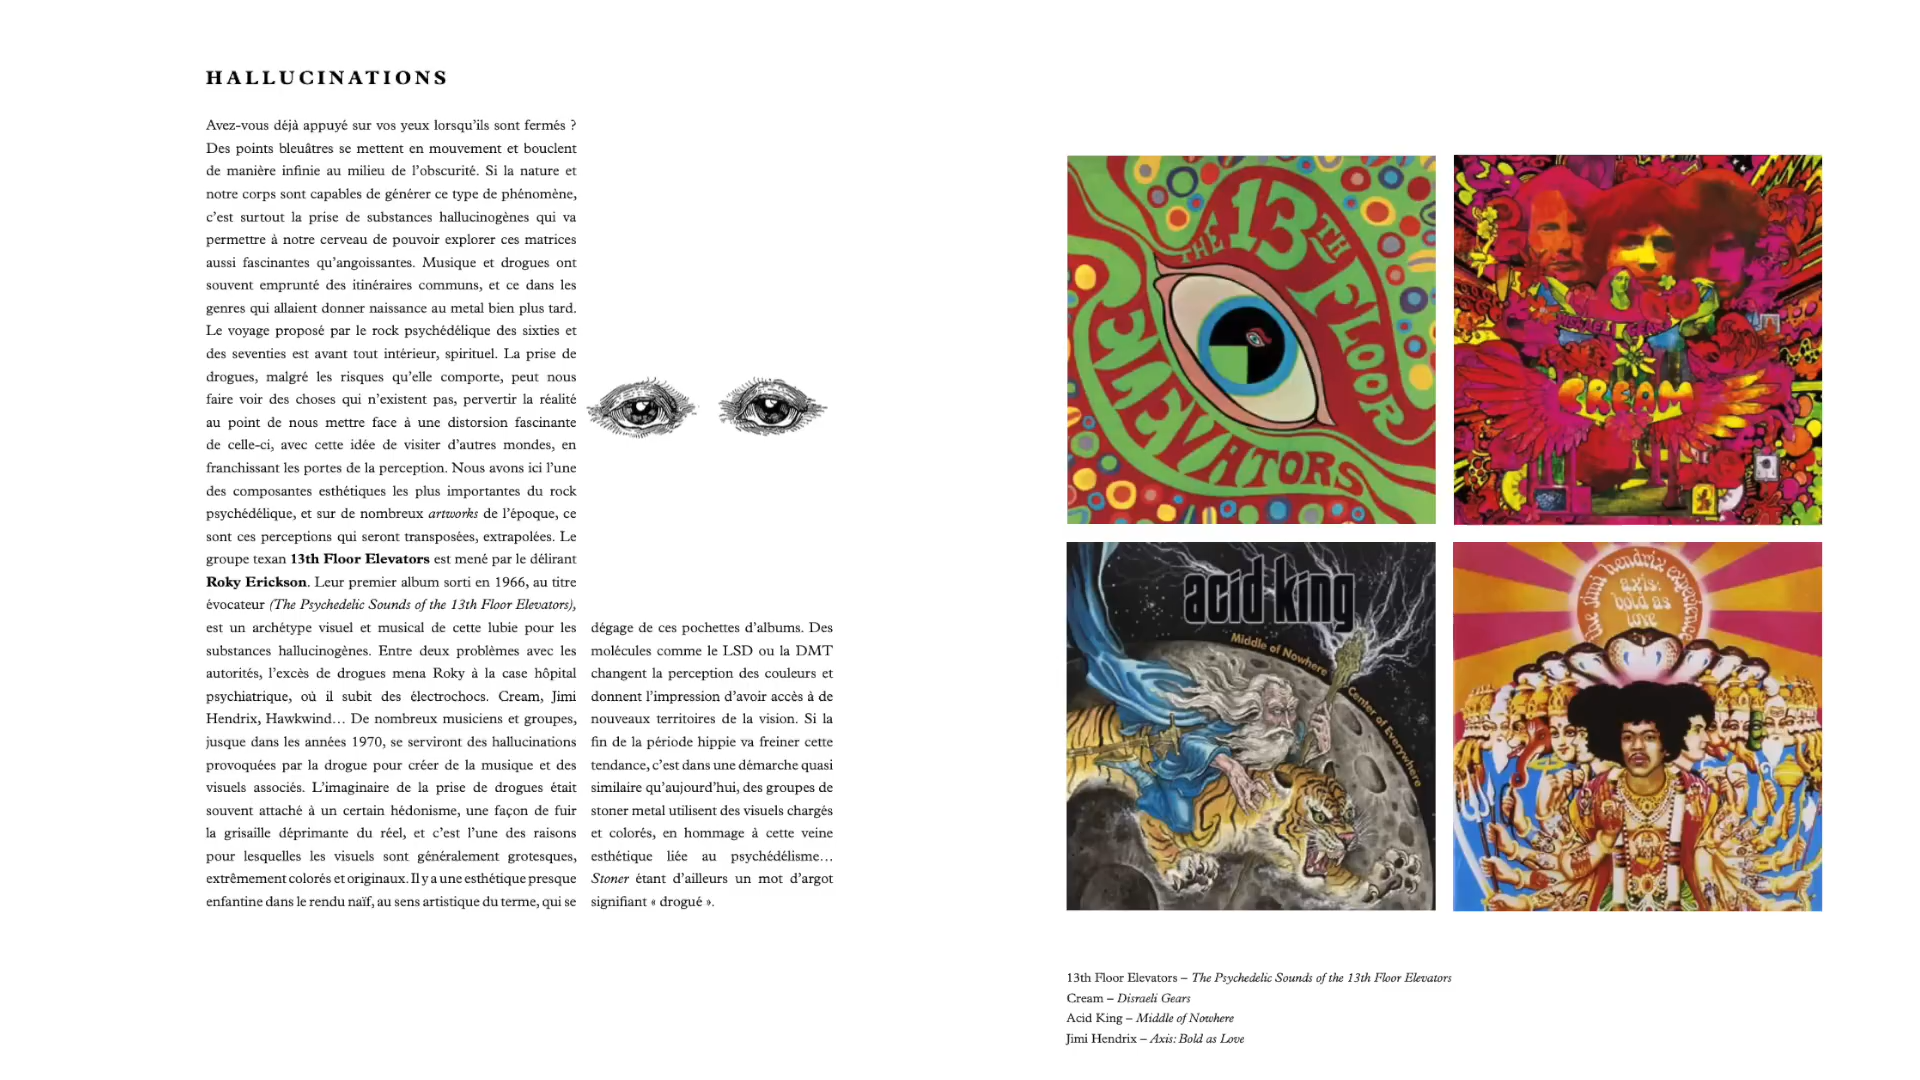 HALLUCINATIONS
Avez-vous déjà appuyé sur vos yeux lorsqu'ils sont fermés ?
Des points bleuâtres se mettent en mouvement et bouclent
de manière infinie au milieu de l'obscurité. Si la nature et
notre corps sont capables de générer ce type de phénomène,
c'est surtout la prise de substances hallucinogènes qui va
permettre à notre cerveau de pouvoir explorer ces matrices
aussi fascinantes qu'angoissantes. Musique et drogues ont
souvent emprunté des itinéraires communs, et ce dans les
genres qui allaient donner naissance au metal bien plus tard.
Le voyage proposé par le rock psychédélique des sixties et
des seventies est avant tout intérieur, spirituel. La prise de
drogues, malgré les risques qu'elle comporte, peut nous
faire voir des choses qui n'existent pas, pervertir la réalité
au point de nous mettre face à une distorsion fascinante
de celle-ci, avec cette idée de visiter d'autres mondes, en
franchissant les portes de la perception. Nous avons ici l'une
des composantes esthétiques les plus importantes du rock
psychédélique, et sur de nombreux artworks de l'époque, ce
sont ces perceptions qui seront transposées, extrapolées. Le
groupe texan 13th Floor Elevators est mené par le délirant
Roky Erickson. Leur premier album sorti en 1966, au titre
évocateur (The Psychedelic Sounds of the 13th Floor Elevators),
est un archétype visuel et musical de cette lubie pour les
substances hallucinogènes. Entre deux problèmes avec les
autorités, l'excès de drogues mena Roky à la case hôpital
psychiatrique, où il subit des électrochocs. Cream, Jimi
Hendrix, Hawkwind… De nombreux musiciens et groupes,
jusque dans les années 1970, se serviront des hallucinations
provoquées par la drogue pour créer de la musique et des
visuels associés. L'imaginaire de la prise de drogues était
souvent attaché à un certain hédonisme, une façon de fuir
la grisaille déprimante du réel, et c'est l'une des raisons
pour lesquelles les visuels sont généralement grotesques,
extrêmement colorés et originaux. Il y a une esthétique presque
enfantine dans le rendu naïf, au sens artistique du terme, qui se
dégage de ces pochettes d'albums. Des
molécules comme le LSD ou la DMT
changent la perception des couleurs et
donnent l'impression d'avoir accès à de
nouveaux territoires de la vision. Si la
fin de la période hippie va freiner cette
tendance, c'est dans une démarche quasi
similaire qu'aujourd'hui, des groupes de
stoner metal utilisent des visuels chargés
et colorés, en hommage à cette veine
esthétique liée au psychédélisme…
Stoner étant d'ailleurs un mot d'argot
signifiant « drogué ».
THE 13TH FLOOR
ELEVATORS
DISRAELI GEARS
CREAM
acid king
Middle of Nowhere
Center of Everywhere
the jimi hendrix experience
axis:
bold as
love
13th Floor Elevators – The Psychedelic Sounds of the 13th Floor Elevators
Cream – Disraeli Gears
Acid King – Middle of Nowhere
Jimi Hendrix – Axis: Bold as Love